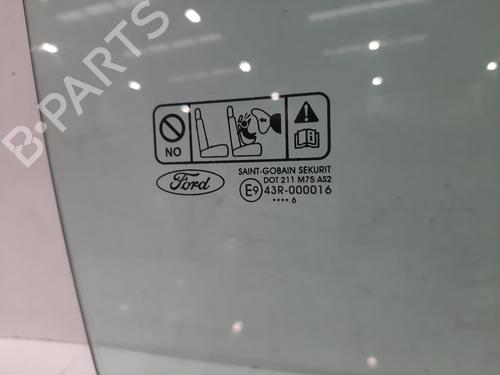 B-PARTS
NO
Ford
SAINT-GOBAIN SEKURIT
DOT 211 M75 AS2
E9 43R-000016
•••• 6